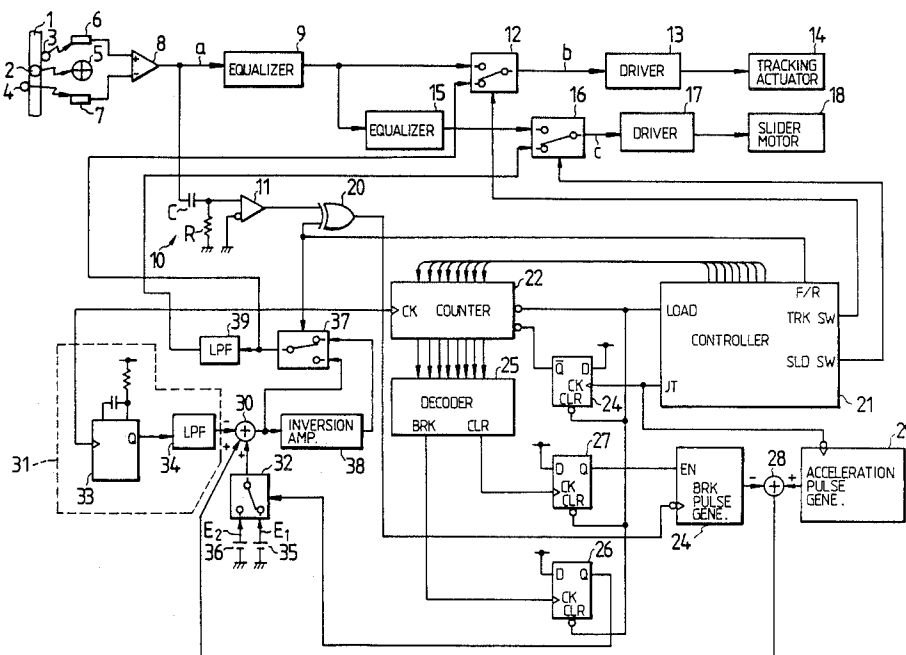 1
6
3
2
5
4
7
8
+
-
a
9
EQUALIZER
12
b
13
DRIVER
14
TRACKING
ACTUATOR
15
EQUALIZER
16
c
17
DRIVER
18
SLIDER
MOTOR
C
R
10
11
20
22
CK COUNTER
F/R
LOAD
TRK SW
CONTROLLER
SLD SW
JT
21
37
39
LPF
25
DECODER
BRK CLR
Q̅ D
CK
CLR
24
31
33
Q
LPF
34
30
-
+
+
INVERSION
AMP.
38
32
E2
E1
36
35
27
D Q
CK
CLR
EN
BRK
PULSE
GENE.
24
28
-
+
2
ACCELERATION
PULSE
GENE.
26
D Q
CK
CLR